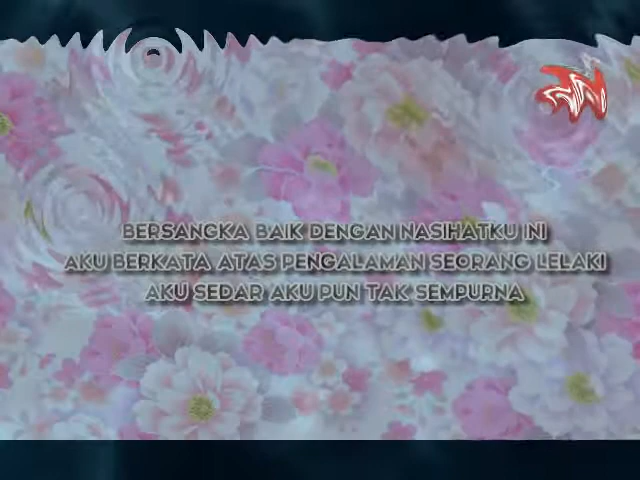 BERSANGKA BAIK DENGAN NASIHATKU INI
AKU BERKATA ATAS PENGALAMAN SEORANG LELAKI
AKU SEDAR AKU PUN TAK SEMPURNA